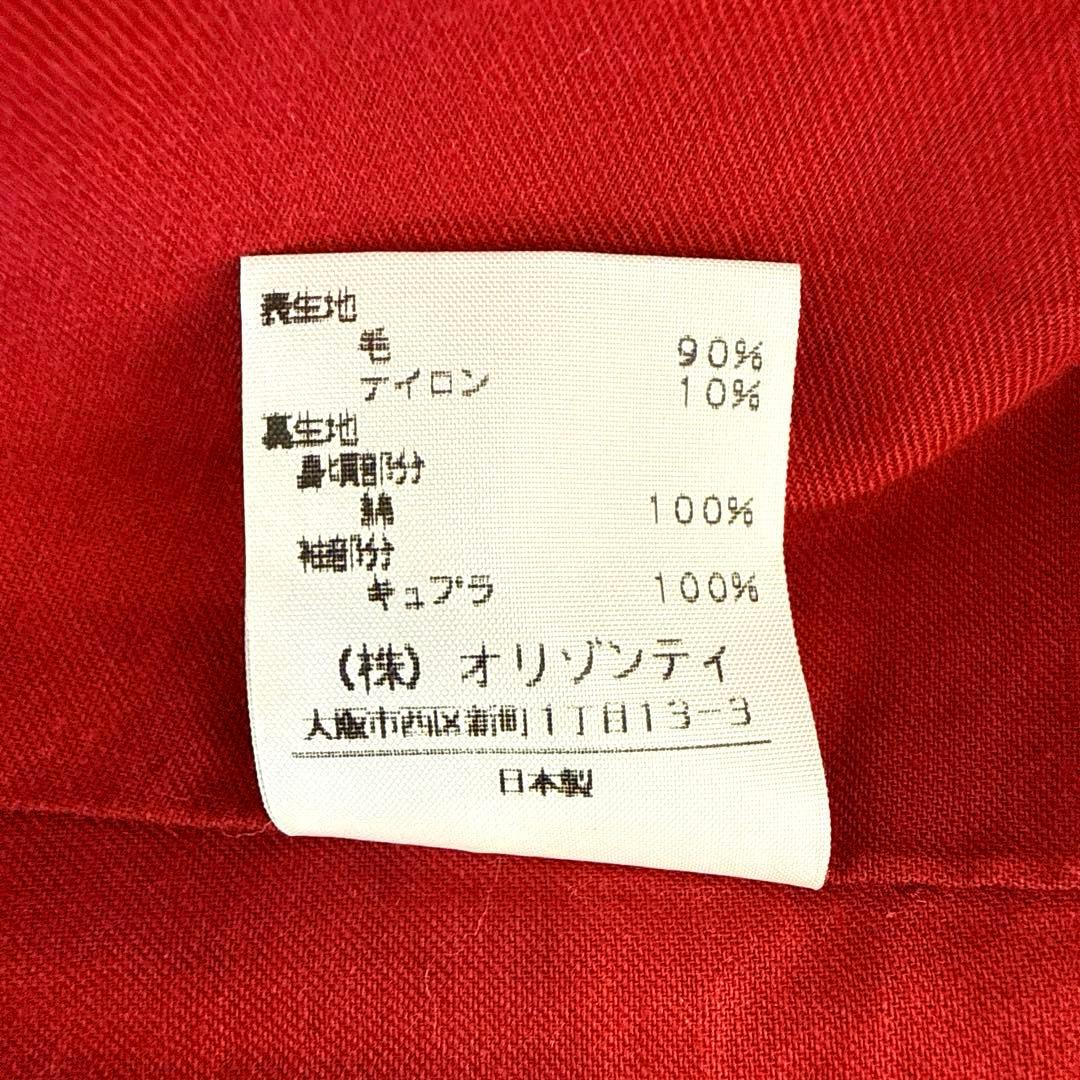 表生地
毛 90%
ナイロン 10%
裏生地
身頃部分
綿 100%
袖部分
キュプラ 100%
(株) オリゾンティ
大阪市西区新町1丁目13-3
日本製